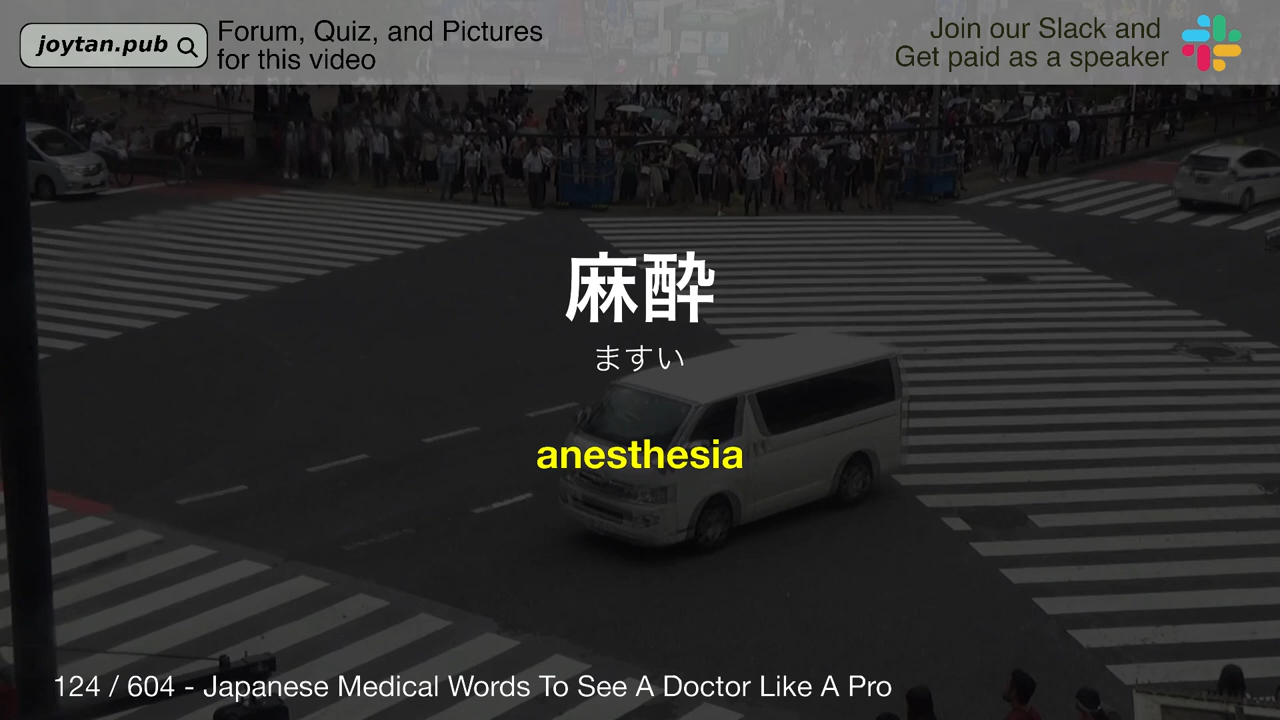 joytan.pub
Forum, Quiz, and Pictures
for this video
Join our Slack and
Get paid as a speaker
麻酔
ますい
anesthesia
124 / 604 - Japanese Medical Words To See A Doctor Like A Pro